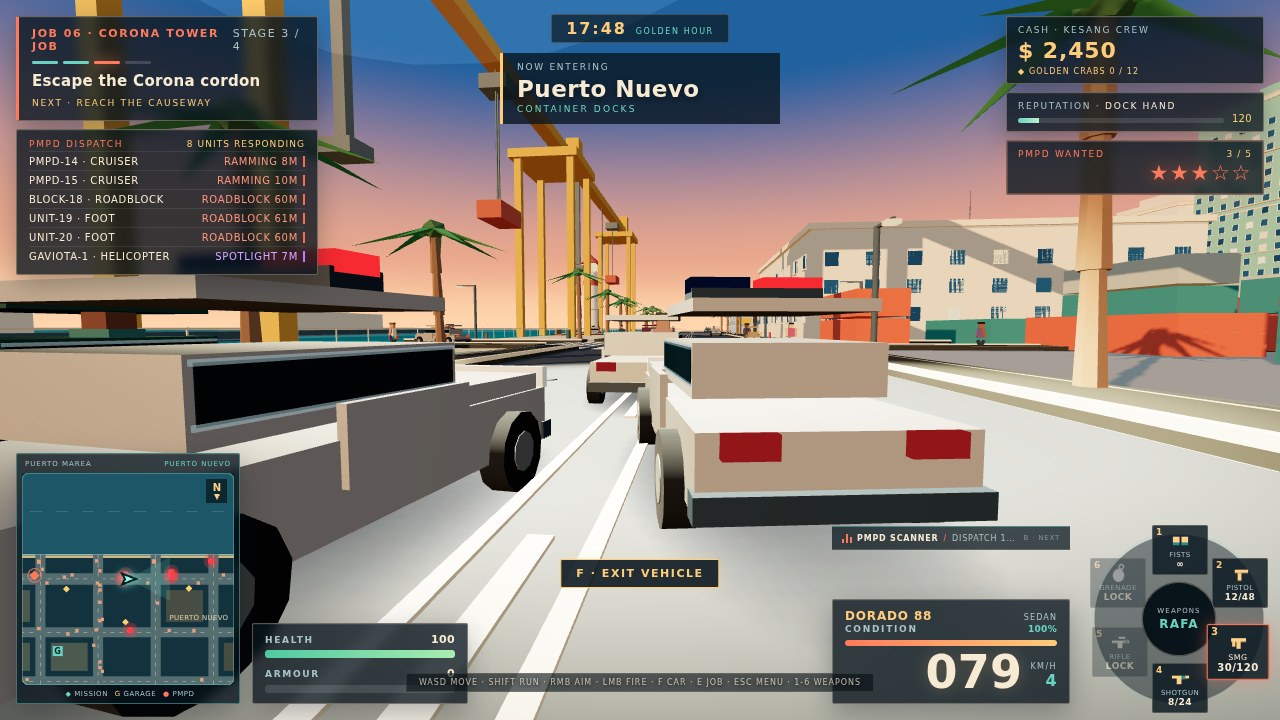 JOB 06 · CORONA TOWER JOB
STAGE 3 / 4
Escape the Corona cordon
NEXT · REACH THE CAUSEWAY
PMPD DISPATCH 8 UNITS RESPONDING
PMPD-14 · CRUISER RAMMING 8M
PMPD-15 · CRUISER RAMMING 10M
BLOCK-18 · ROADBLOCK ROADBLOCK 60M
UNIT-19 · FOOT ROADBLOCK 61M
UNIT-20 · FOOT ROADBLOCK 60M
GAVIOTA-1 · HELICOPTER SPOTLIGHT 7M
17:48 GOLDEN HOUR
NOW ENTERING
Puerto Nuevo
CONTAINER DOCKS
CASH · KESANG CREW
$ 2,450
◆ GOLDEN CRABS 0 / 12
REPUTATION · DOCK HAND
120
PMPD WANTED 3 / 5
★★★☆☆
PUERTO MAREA PUERTO NUEVO
N
PUERTO NUEVO
G
◆ MISSION G GARAGE ● PMPD
HEALTH 100
ARMOUR 0
F · EXIT VEHICLE
WASD MOVE · SHIFT RUN · RMB AIM · LMB FIRE · F CAR · E JOB · ESC MENU · 1-6 WEAPONS
PMPD SCANNER / DISPATCH 1... B · NEXT
DORADO 88 SEDAN
CONDITION 100%
079 KM/H
4
1
FISTS
∞
2
PISTOL
12/48
3
SMG
30/120
4
SHOTGUN
8/24
5
RIFLE
LOCK
6
GRENADE
LOCK
WEAPONS
RAFA